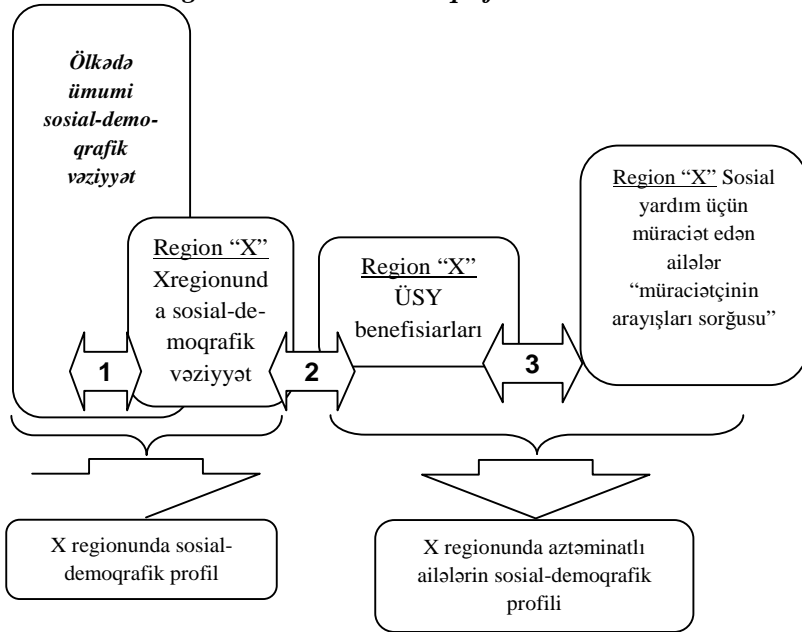 Ölkədə
ümumi
sosial-demo-
qrafik
vəziyyət
Region “X”
Xregionund
a sosial-de-
moqrafik
vəziyyət
Region “X”
ÜSY
benefisiarları
Region “X” Sosial
yardım üçün
müraciət edən
ailələr
“müraciətçinin
arayışları sorğusu”
1
2
3
X regionunda sosial-
demoqrafik profil
X regionunda aztəminatlı
ailələrin sosial-demoqrafik
profili